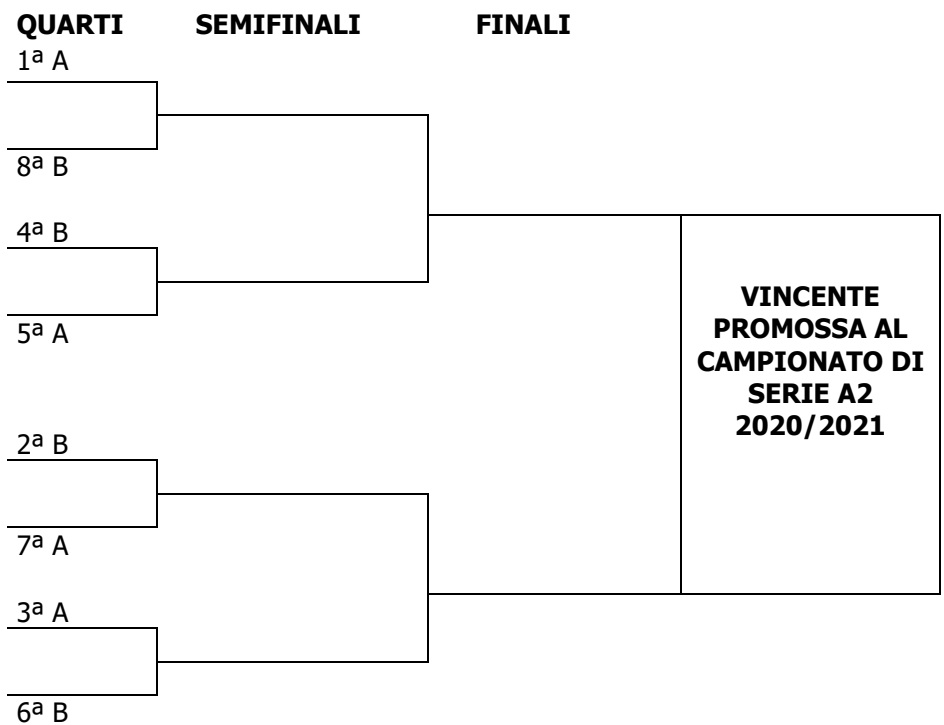 QUARTI SEMIFINALI FINALI
1ª A
8ª B
4ª B
5ª A
2ª B
7ª A
3ª A
6ª B
VINCENTE
PROMOSSA AL
CAMPIONATO DI
SERIE A2
2020/2021